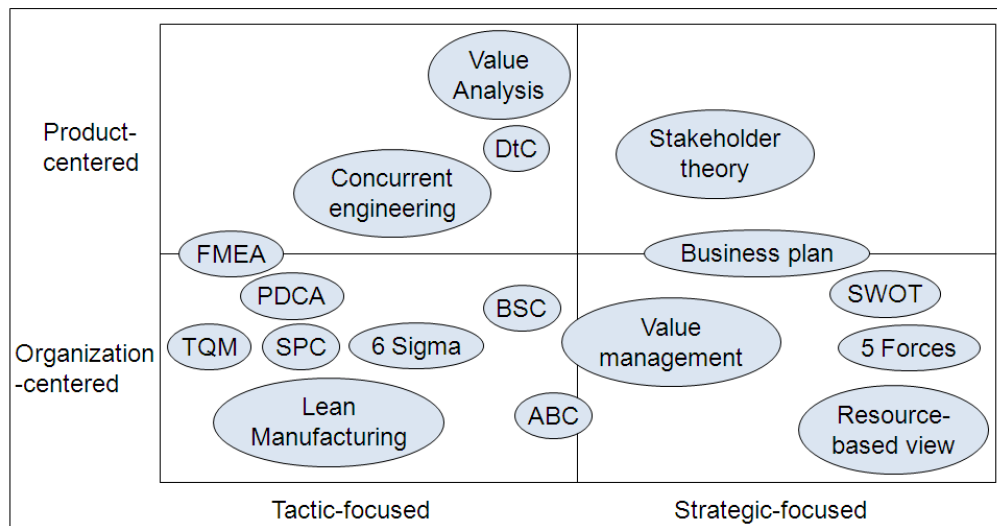 Value
Analysis
Product-
centered
DtC
Stakeholder
theory
Concurrent
engineering
FMEA
Business plan
PDCA
SWOT
BSC
Organization
-centered
TQM
SPC
6 Sigma
Value
management
5 Forces
Lean
Manufacturing
ABC
Resource-
based view
Tactic-focused
Strategic-focused